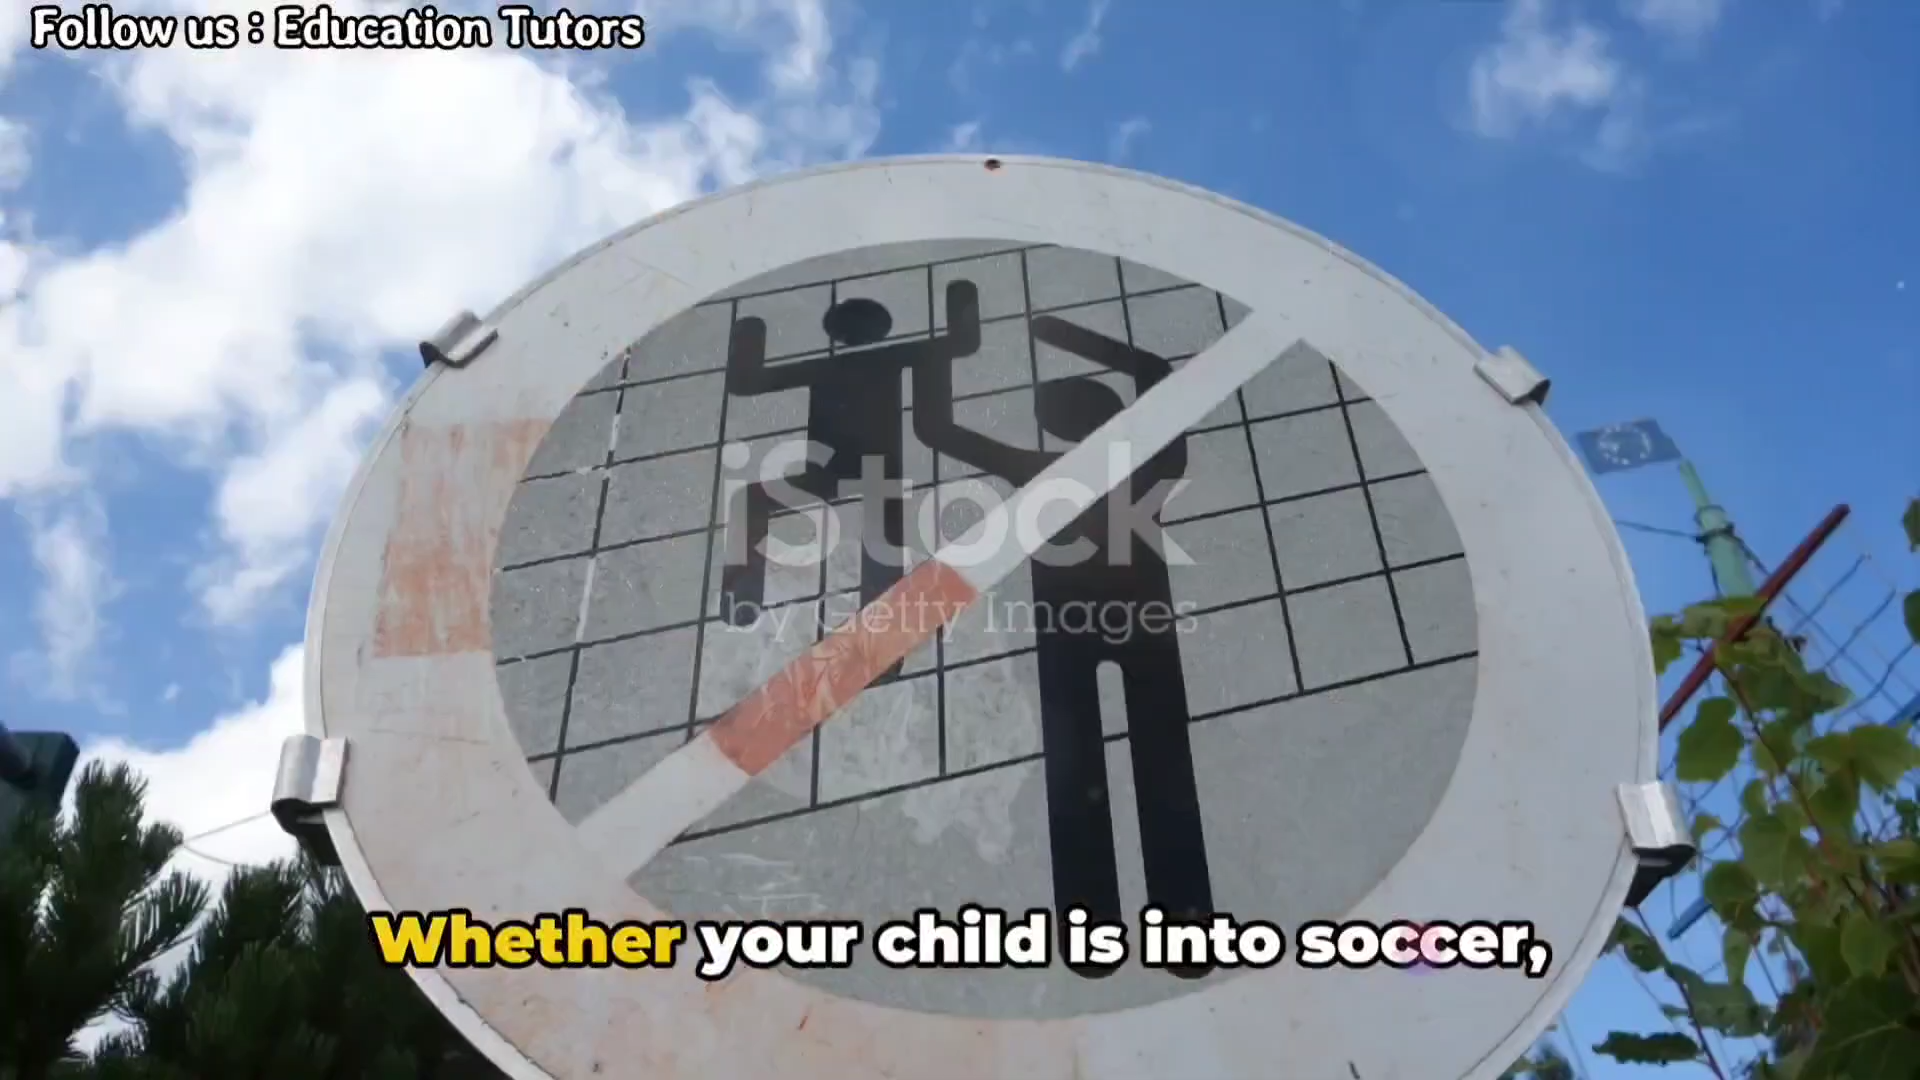 Follow us : Education Tutors
iStock
by Getty Images
Whether your child is into soccer,